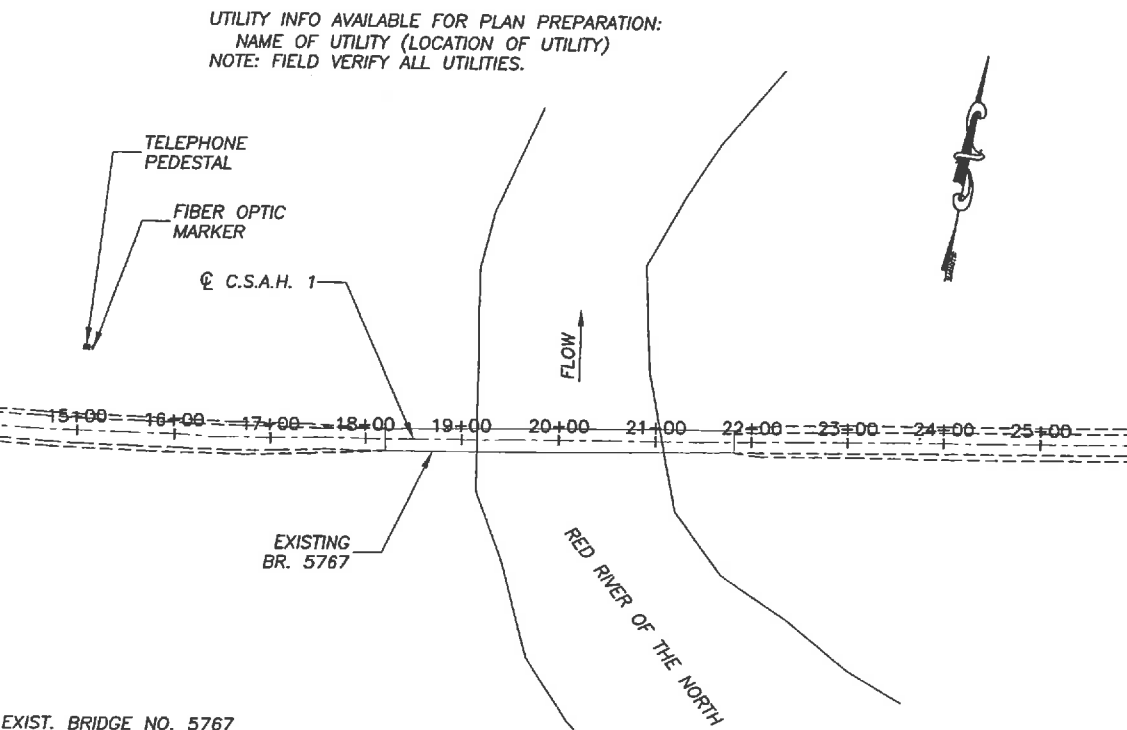 UTILITY INFO AVAILABLE FOR PLAN PREPARATION:
NAME OF UTILITY (LOCATION OF UTILITY)
NOTE: FIELD VERIFY ALL UTILITIES.
TELEPHONE
PEDESTAL
FIBER OPTIC
MARKER
℄ C.S.A.H. 1
FLOW
15+00 16+00 17+00 18+00 19+00 20+00 21+00 22+00 23+00 24+00 25+00
EXISTING
BR. 5767
RED RIVER OF THE NORTH
EXIST. BRIDGE NO. 5767